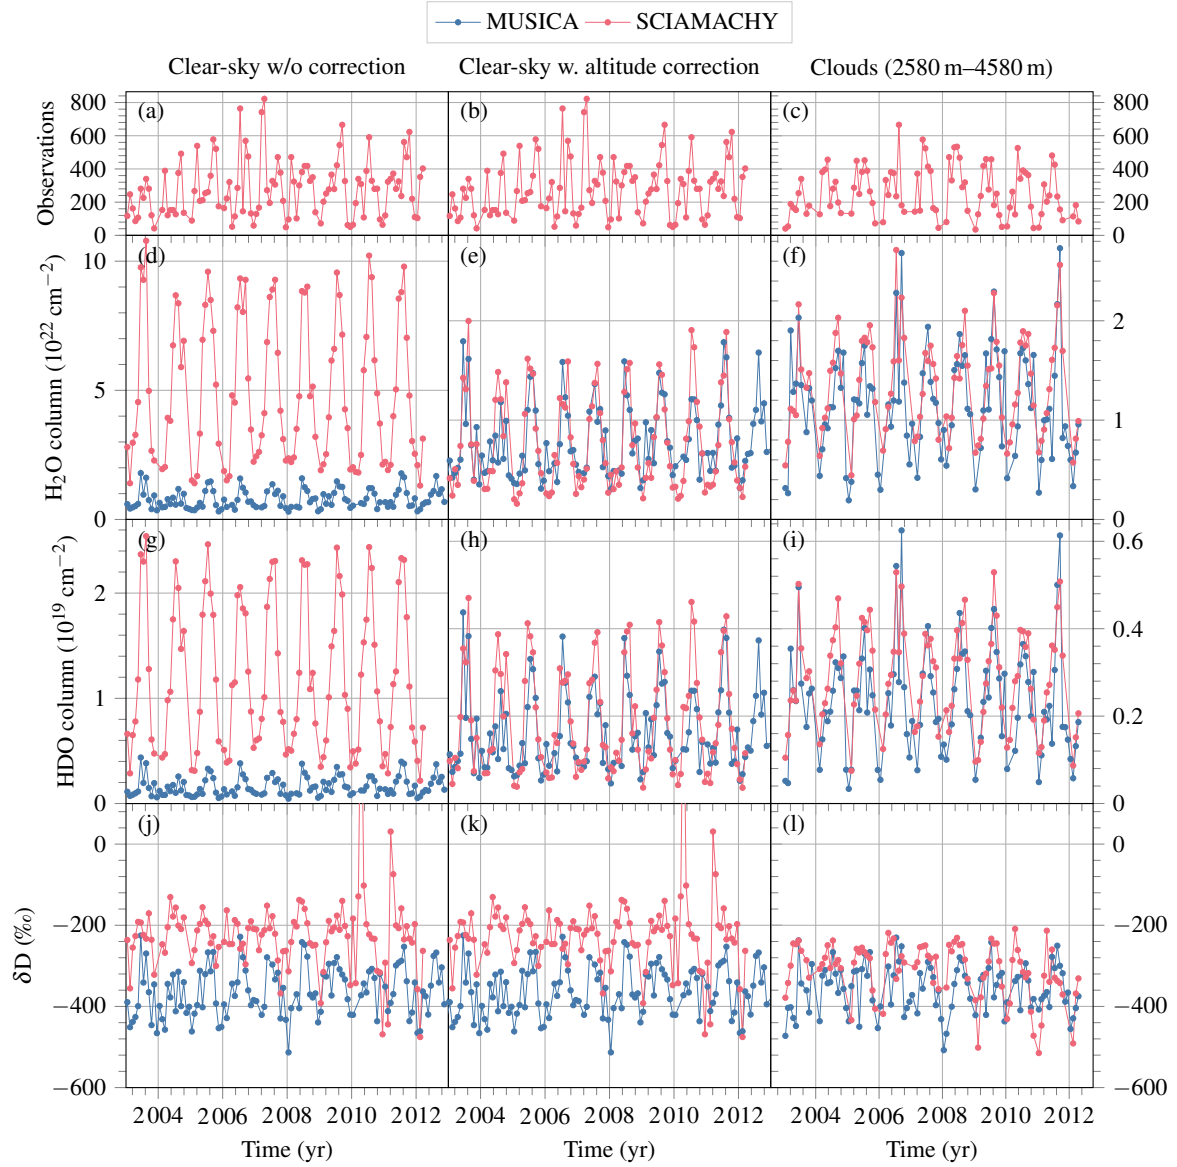 MUSICA SCIAMACHY
Clear-sky w/o correction Clear-sky w. altitude correction Clouds (2580 m–4580 m)
Observations
800
600
400
200
0
(a) (b) (c)
800
600
400
200
0
H₂O column (10²² cm⁻²)
10
5
0
(d) (e) (f)
2
1
0
HDO column (10¹⁹ cm⁻²)
2
1
0
(g) (h) (i)
0.6
0.4
0.2
0
δD (‰)
0
−200
−400
−600
(j) (k) (l)
0
−200
−400
−600
2004 2006 2008 2010 2012 2004 2006 2008 2010 2012 2004 2006 2008 2010 2012
Time (yr) Time (yr) Time (yr)